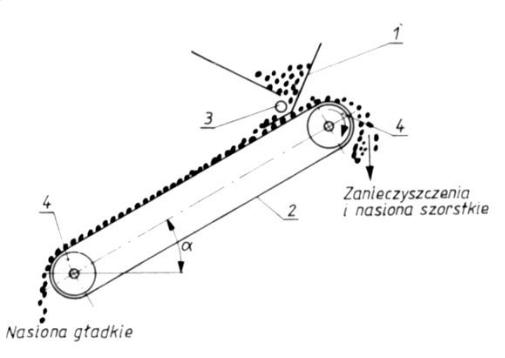 1
3
4
Zanieczyszczenia
i nasiona szorstkie
4
2
α
Nasiona gładkie